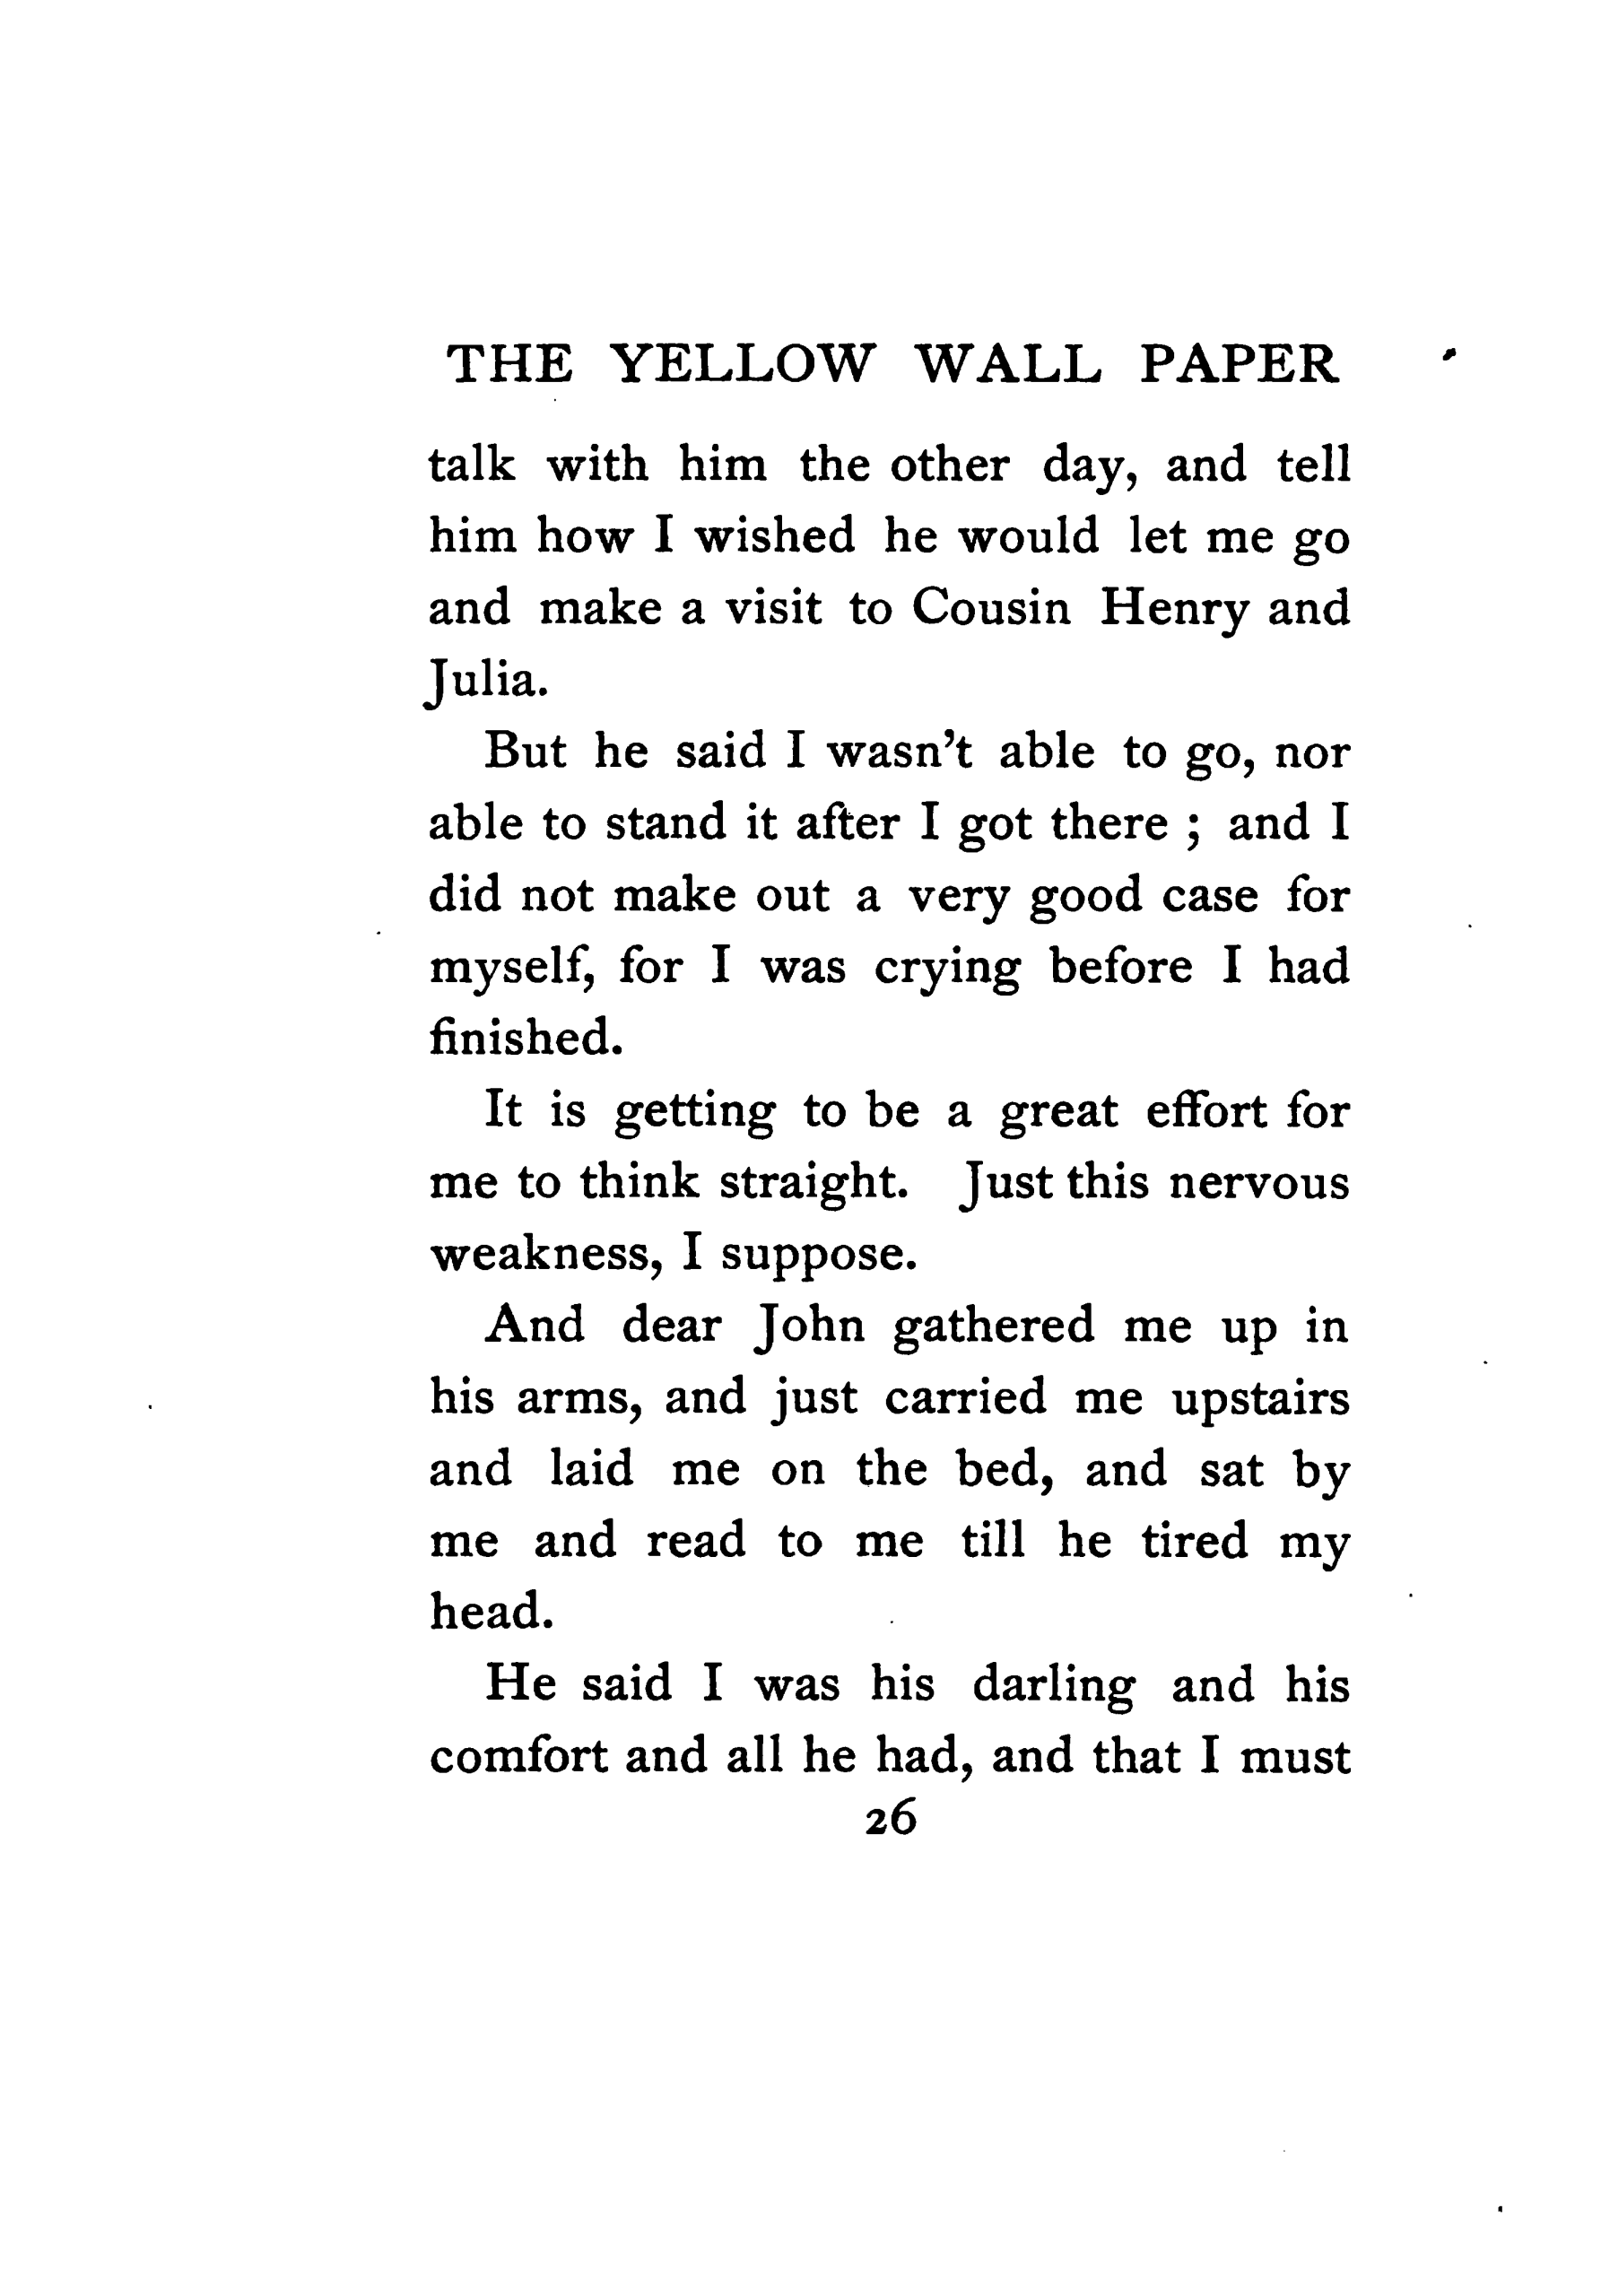 THE YELLOW WALL PAPER
talk with him the other day, and tell
him how I wished he would let me go
and make a visit to Cousin Henry and
Julia.
But he said I wasn't able to go, nor
able to stand it after I got there ; and I
did not make out a very good case for
myself, for I was crying before I had
finished.
It is getting to be a great effort for
me to think straight. Just this nervous
weakness, I suppose.
And dear John gathered me up in
his arms, and just carried me upstairs
and laid me on the bed, and sat by
me and read to me till he tired my
head.
He said I was his darling and his
comfort and all he had, and that I must
26